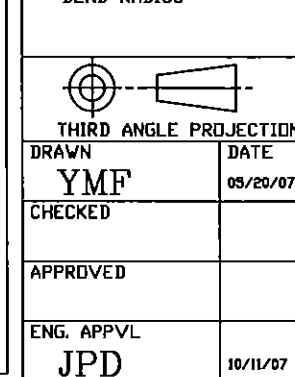 BEND RADIUS
THIRD ANGLE PROJECTION
DRAWN DATE
YMF 05/20/07
CHECKED
APPROVED
ENG. APPVL
JPD 10/11/07